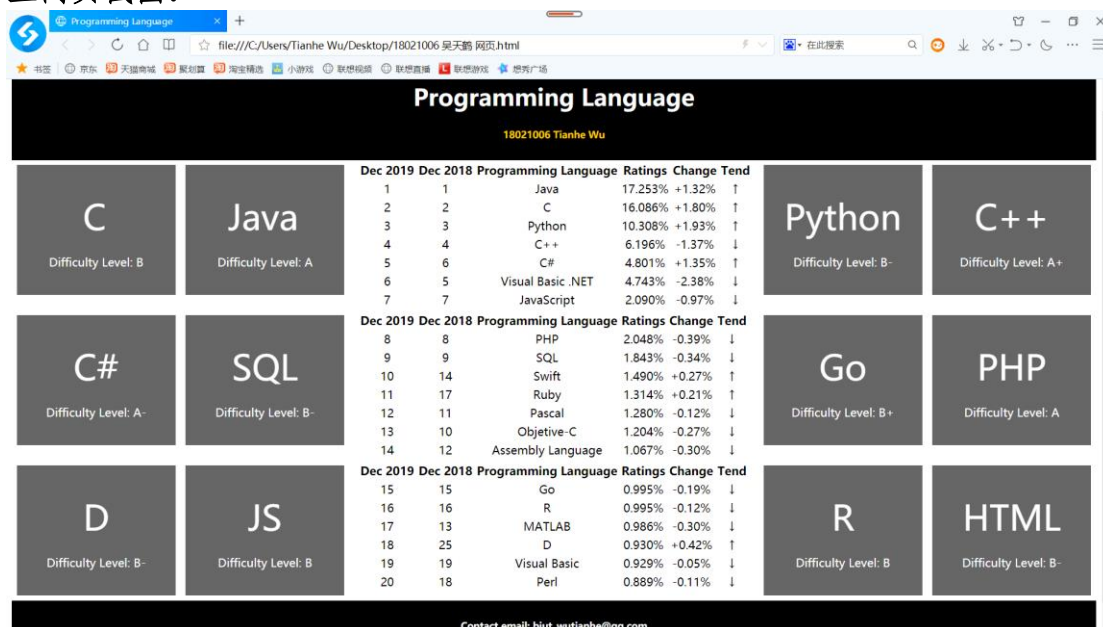 Programming Language
file:///C:/Users/Tianhe Wu/Desktop/18021006 吴天鹤 网页.html
在此搜索
书签 京东 天猫商城 聚划算 淘宝精选 小游戏 联想视频 联想直播 联想游戏 想秀广场
Programming Language
18021006 Tianhe Wu
C
Difficulty Level: B
Java
Difficulty Level: A
Dec 2019 Dec 2018 Programming Language Ratings Change Tend
1 1 Java 17.253% +1.32% ↑
2 2 C 16.086% +1.80% ↑
3 3 Python 10.308% +1.93% ↑
4 4 C++ 6.196% -1.37% ↓
5 6 C# 4.801% +1.35% ↑
6 5 Visual Basic .NET 4.743% -2.38% ↓
7 7 JavaScript 2.090% -0.97% ↓
Python
Difficulty Level: B-
C++
Difficulty Level: A+
C#
Difficulty Level: A-
SQL
Difficulty Level: B-
Dec 2019 Dec 2018 Programming Language Ratings Change Tend
8 8 PHP 2.048% -0.39% ↓
9 9 SQL 1.843% -0.34% ↓
10 14 Swift 1.490% +0.27% ↑
11 17 Ruby 1.314% +0.21% ↑
12 11 Pascal 1.280% -0.12% ↓
13 10 Objetive-C 1.204% -0.27% ↓
14 12 Assembly Language 1.067% -0.30% ↓
Go
Difficulty Level: B+
PHP
Difficulty Level: A
D
Difficulty Level: B-
JS
Difficulty Level: B
Dec 2019 Dec 2018 Programming Language Ratings Change Tend
15 15 Go 0.995% -0.19% ↓
16 16 R 0.995% -0.12% ↓
17 13 MATLAB 0.986% -0.30% ↓
18 25 D 0.930% +0.42% ↑
19 19 Visual Basic 0.929% -0.05% ↓
20 18 Perl 0.889% -0.11% ↓
R
Difficulty Level: B
HTML
Difficulty Level: B-
Contact email: bjut_wutianhe@qq.com